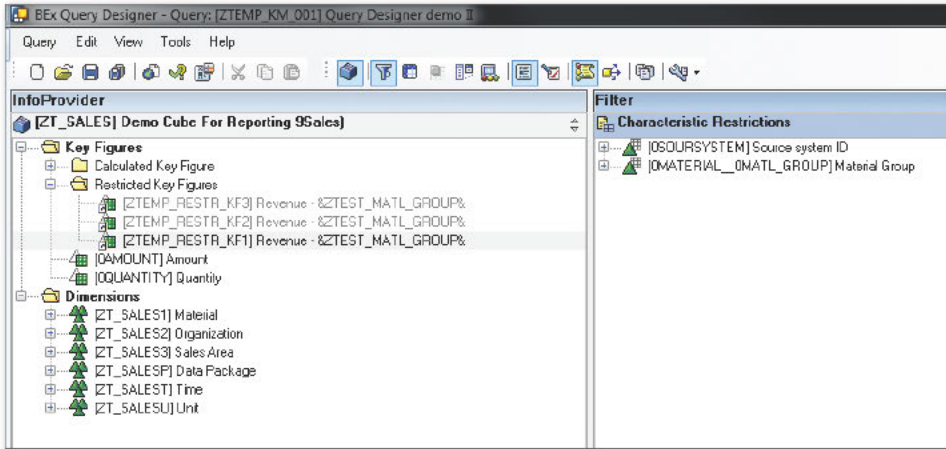 BEx Query Designer - Query: [ZTEMP_KM_001] Query Designer demo II
Query Edit View Tools Help
InfoProvider
[ZT_SALES] Demo Cube For Reporting 9Sales)
Key Figures
Calculated Key Figure
Restricted Key Figures
[ZTEMP_RESTR_KF3] Revenue - &ZTEST_MATL_GROUP&
[ZTEMP_RESTR_KF2] Revenue - &ZTEST_MATL_GROUP&
[ZTEMP_RESTR_KF1] Revenue - &ZTEST_MATL_GROUP&
[0AMOUNT] Amount
[0QUANTITY] Quantity
Dimensions
[ZT_SALES1] Material
[ZT_SALES2] Organization
[ZT_SALES3] Sales Area
[ZT_SALESP] Data Package
[ZT_SALEST] Time
[ZT_SALESU] Unit
Filter
Characteristic Restrictions
[0SOURSYSTEM] Source system ID
[0MATERIAL__0MATL_GROUP] Material Group